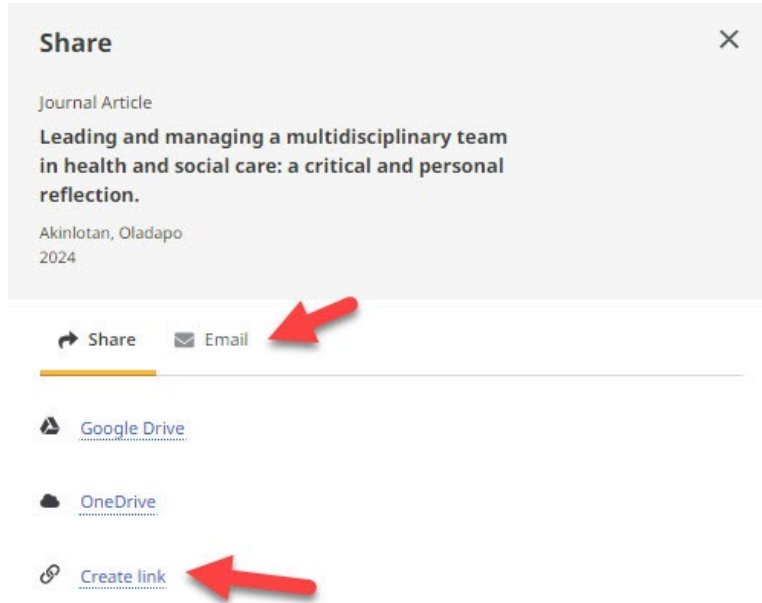 Share
Journal Article
Leading and managing a multidisciplinary team
in health and social care: a critical and personal
reflection.
Akinlotan, Oladapo
2024
Share Email
Google Drive
OneDrive
Create link